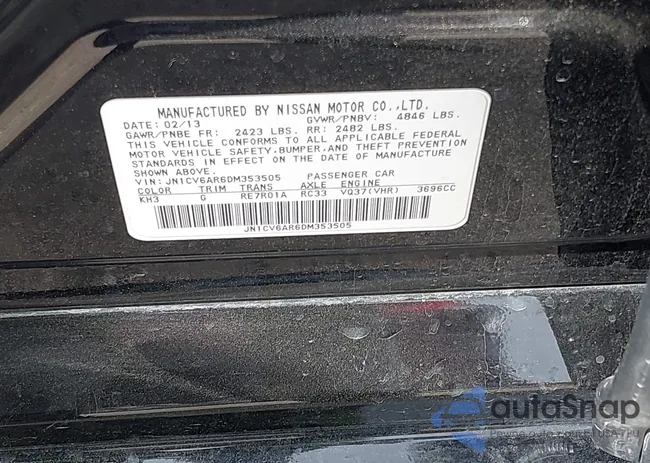 MANUFACTURED BY NISSAN MOTOR CO.,LTD.
DATE: 02/13 GVWR/PNBV: 4846 LBS.
GAWR/PNBE FR: 2423 LBS. RR: 2482 LBS.
THIS VEHICLE CONFORMS TO ALL APPLICABLE FEDERAL
MOTOR VEHICLE SAFETY,BUMPER,AND THEFT PREVENTION
STANDARDS IN EFFECT ON THE DATE OF MANUFACTURE
SHOWN ABOVE.
VIN: JN1CV6AR6DM353505 PASSENGER CAR
COLOR TRIM TRANS AXLE ENGINE
KH3 G RE7R01A RC33 VQ37(VHR) 3696CC
JN1CV6AR6DM353505
autaSnap